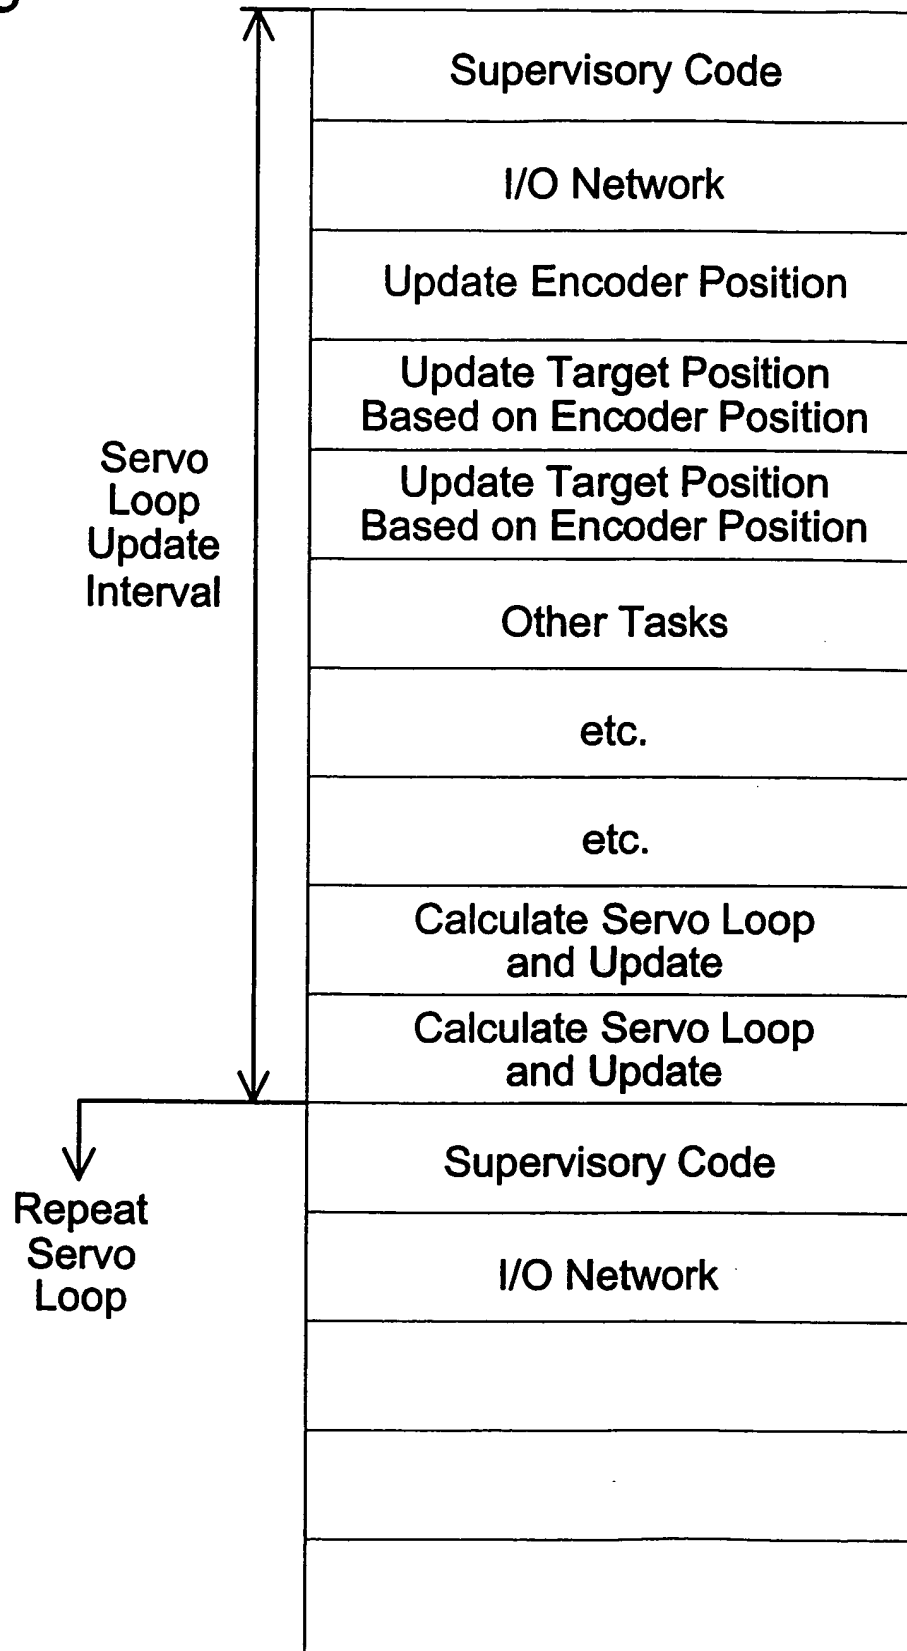 Supervisory Code
I/O Network
Update Encoder Position
Update Target Position
Based on Encoder Position
Servo
Loop
Update
Interval
Update Target Position
Based on Encoder Position
Other Tasks
etc.
etc.
Calculate Servo Loop
and Update
Calculate Servo Loop
and Update
Repeat
Servo
Loop
Supervisory Code
I/O Network